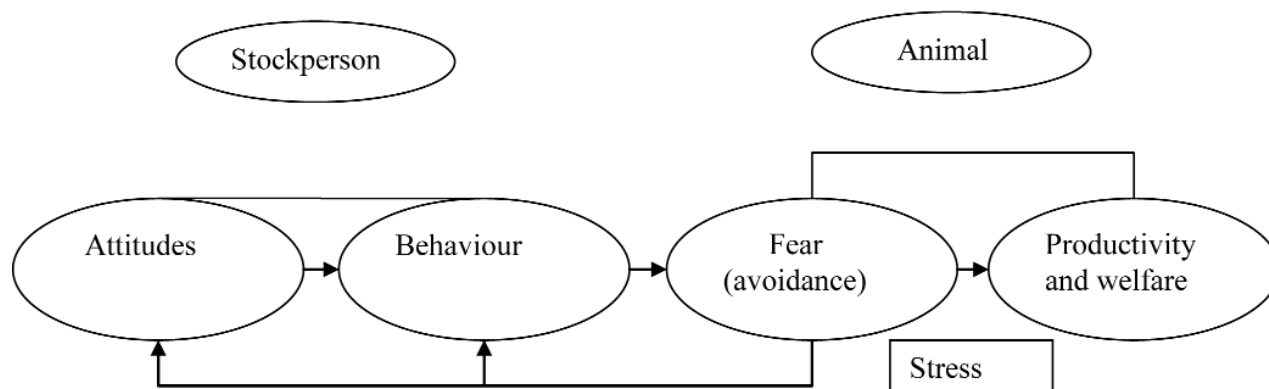 Stockperson
Animal
Attitudes
Behaviour
Fear
(avoidance)
Productivity
and welfare
Stress